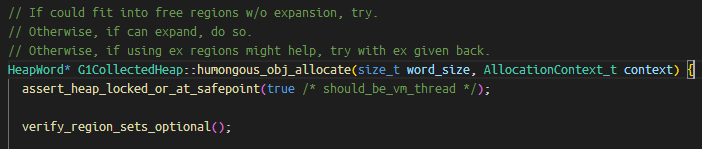 // If could fit into free regions w/o expansion, try.
// Otherwise, if can expand, do so.
// Otherwise, if using ex regions might help, try with ex given back.
HeapWord* G1CollectedHeap::humongous_obj_allocate(size_t word_size, AllocationContext_t context) {
assert_heap_locked_or_at_safepoint(true /* should_be_vm_thread */);
verify_region_sets_optional();